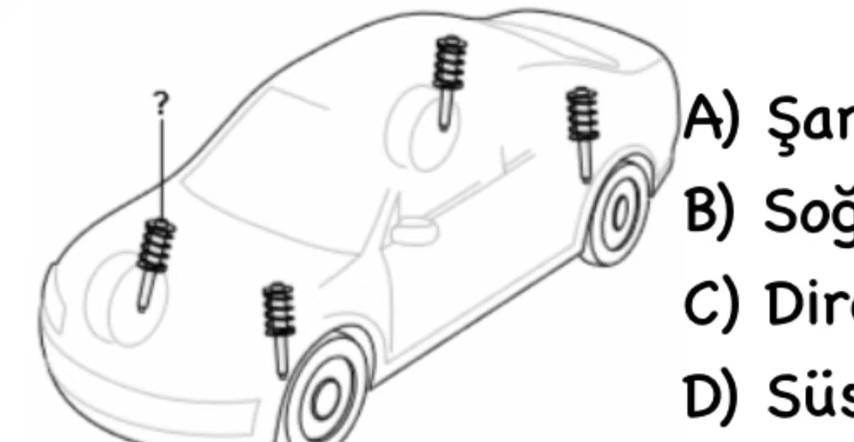 ?
A) Şar
B) Soğ
C) Dir
D) Süs